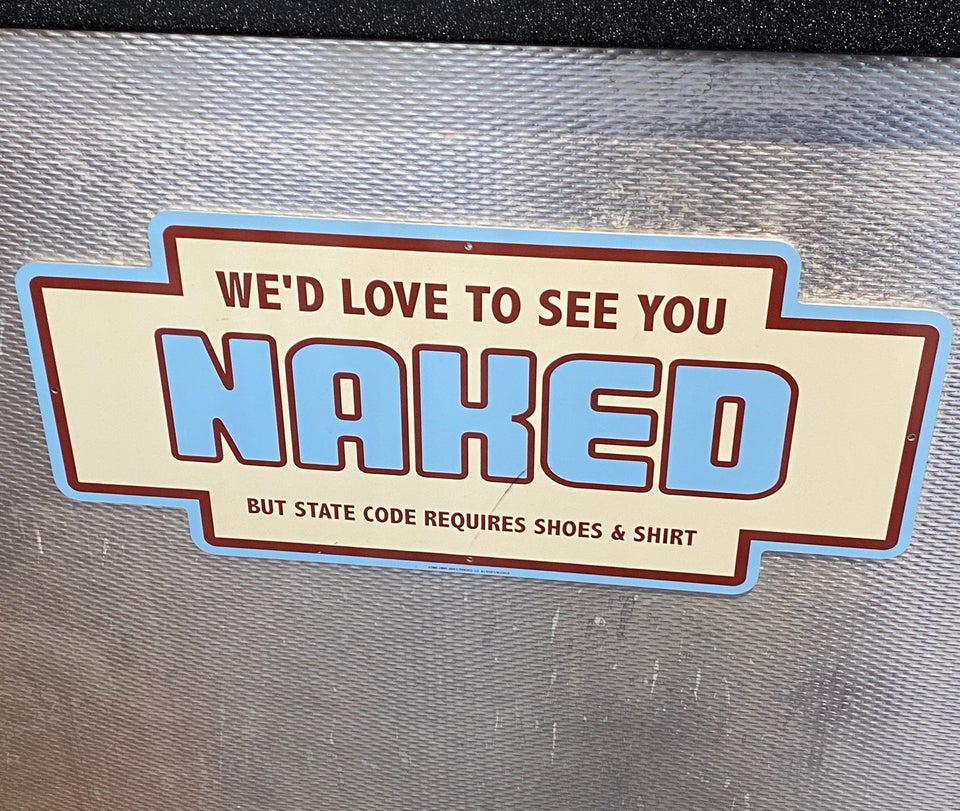 WE'D LOVE TO SEE YOU
NAKED
BUT STATE CODE REQUIRES SHOES & SHIRT